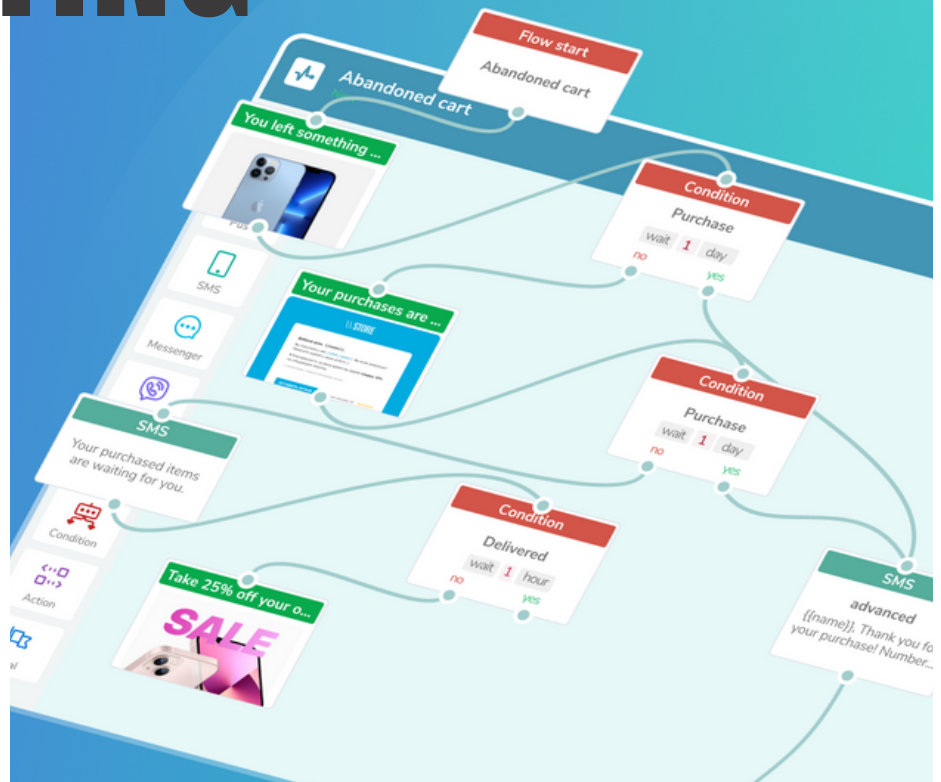 TING
Flow start
Abandoned cart
Abandoned cart
You left something ...
Condition
Purchase
wait 1 day
no yes
SMS
Your purchases are ...
STORE
Messenger
Condition
Purchase
wait 1 day
no yes
SMS
Your purchased items
are waiting for you.
Condition
Delivered
wait 1 hour
no yes
Condition
Action
Take 25% off your o...
SALE
SMS
advanced
{{name}}, Thank you fo
your purchase! Number...